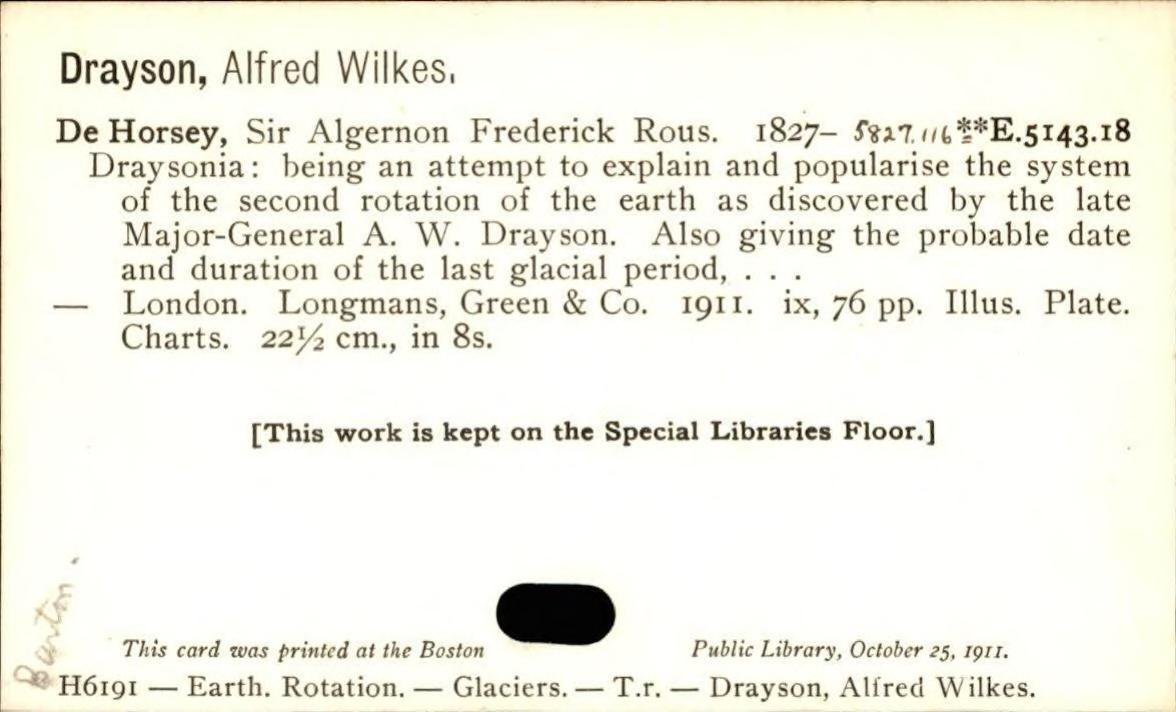 Drayson, Alfred Wilkes.
De Horsey, Sir Algernon Frederick Rous. 1827– 5827.116 **E.5143.18
Draysonia: being an attempt to explain and popularise the system
of the second rotation of the earth as discovered by the late
Major-General A. W. Drayson. Also giving the probable date
and duration of the last glacial period, . . .
— London. Longmans, Green & Co. 1911. ix, 76 pp. Illus. Plate.
Charts. 22½ cm., in 8s.
[This work is kept on the Special Libraries Floor.]
Barton.
This card was printed at the Boston Public Library, October 25, 1911.
H6191 — Earth. Rotation. — Glaciers. — T.r. — Drayson, Alfred Wilkes.